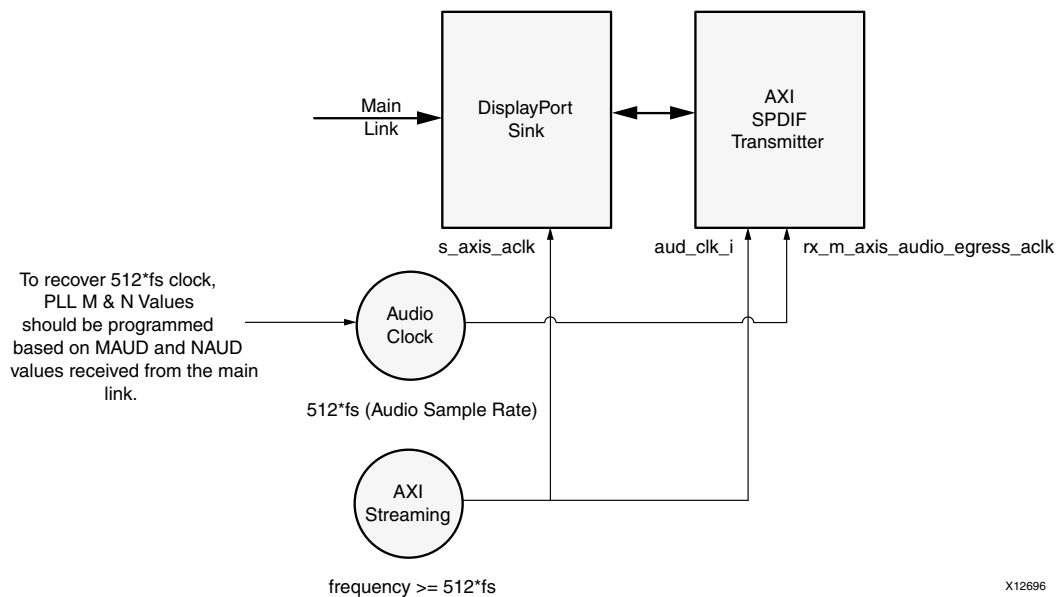 Main
Link
DisplayPort
Sink
AXI
SPDIF
Transmitter
s_axis_aclk
aud_clk_i
rx_m_axis_audio_egress_aclk
To recover 512*fs clock,
PLL M & N Values
should be programmed
based on MAUD and NAUD
values received from the main
link.
Audio
Clock
512*fs (Audio Sample Rate)
AXI
Streaming
frequency >= 512*fs
X12696